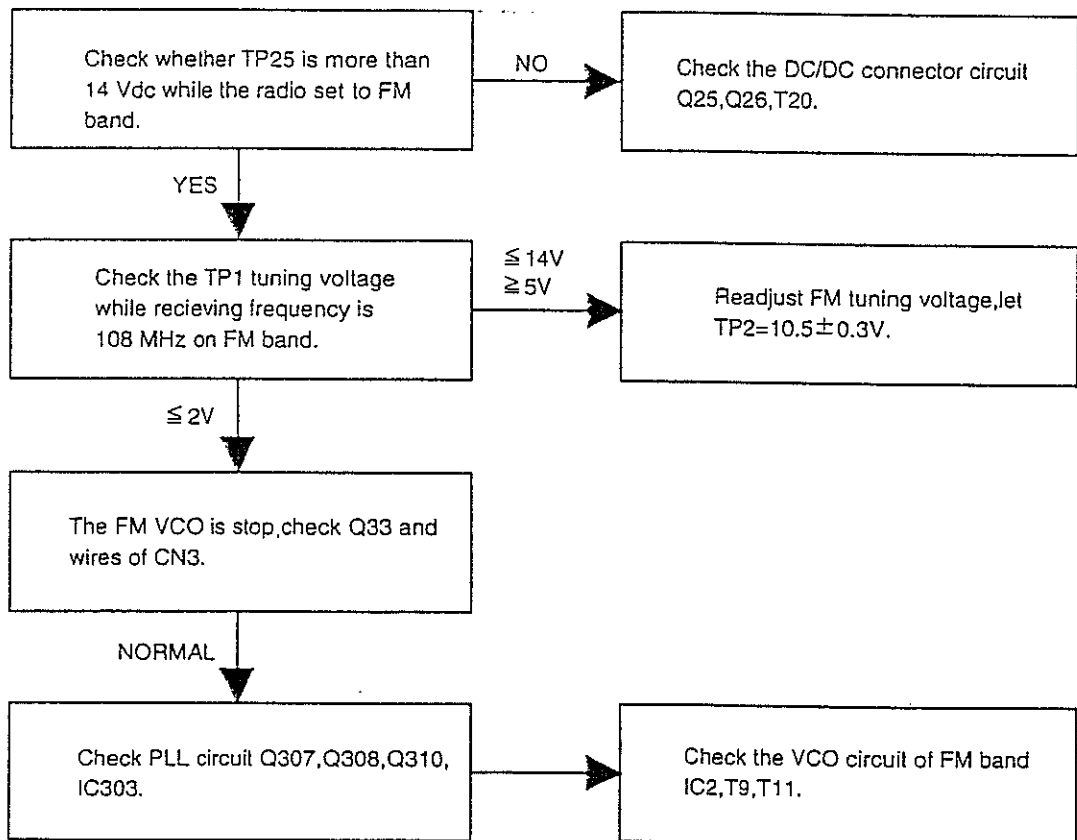 Check whether TP25 is more than
14 Vdc while the radio set to FM
band.
NO
Check the DC/DC connector circuit
Q25,Q26,T20.
YES
Check the TP1 tuning voltage
while recieving frequency is
108 MHz on FM band.
≦ 14V
≧ 5V
Readjust FM tuning voltage,let
TP2=10.5±0.3V.
≦ 2V
The FM VCO is stop,check Q33 and
wires of CN3.
NORMAL
Check PLL circuit Q307,Q308,Q310,
IC303.
Check the VCO circuit of FM band
IC2,T9,T11.